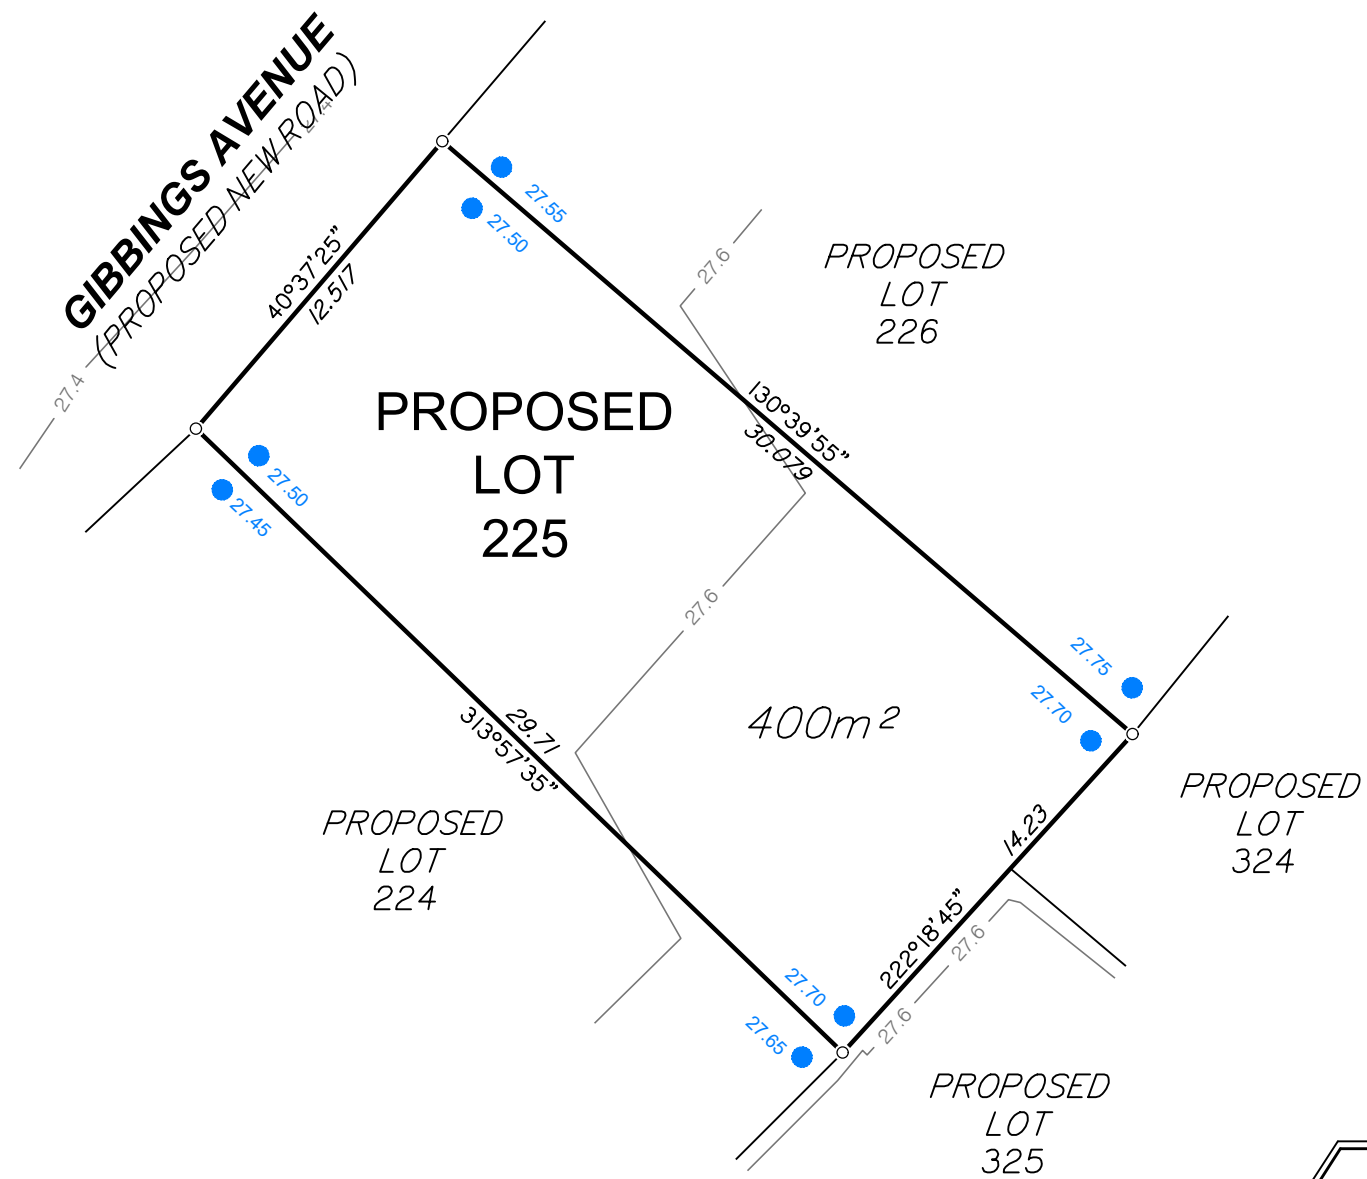 GIBBINGS AVENUE
(PROPOSED NEW ROAD)
27.4
27.4
40°37'25"
12.517
27.55
27.50
27.6
PROPOSED
LOT
226
130°39'55"
30.079
PROPOSED
LOT
225
27.50
27.45
27.6
27.75
27.70
400m²
29.71
313°57'35"
PROPOSED
LOT
224
PROPOSED
LOT
324
14.23
222°18'45"
27.6
27.6
27.70
27.65
PROPOSED
LOT
325